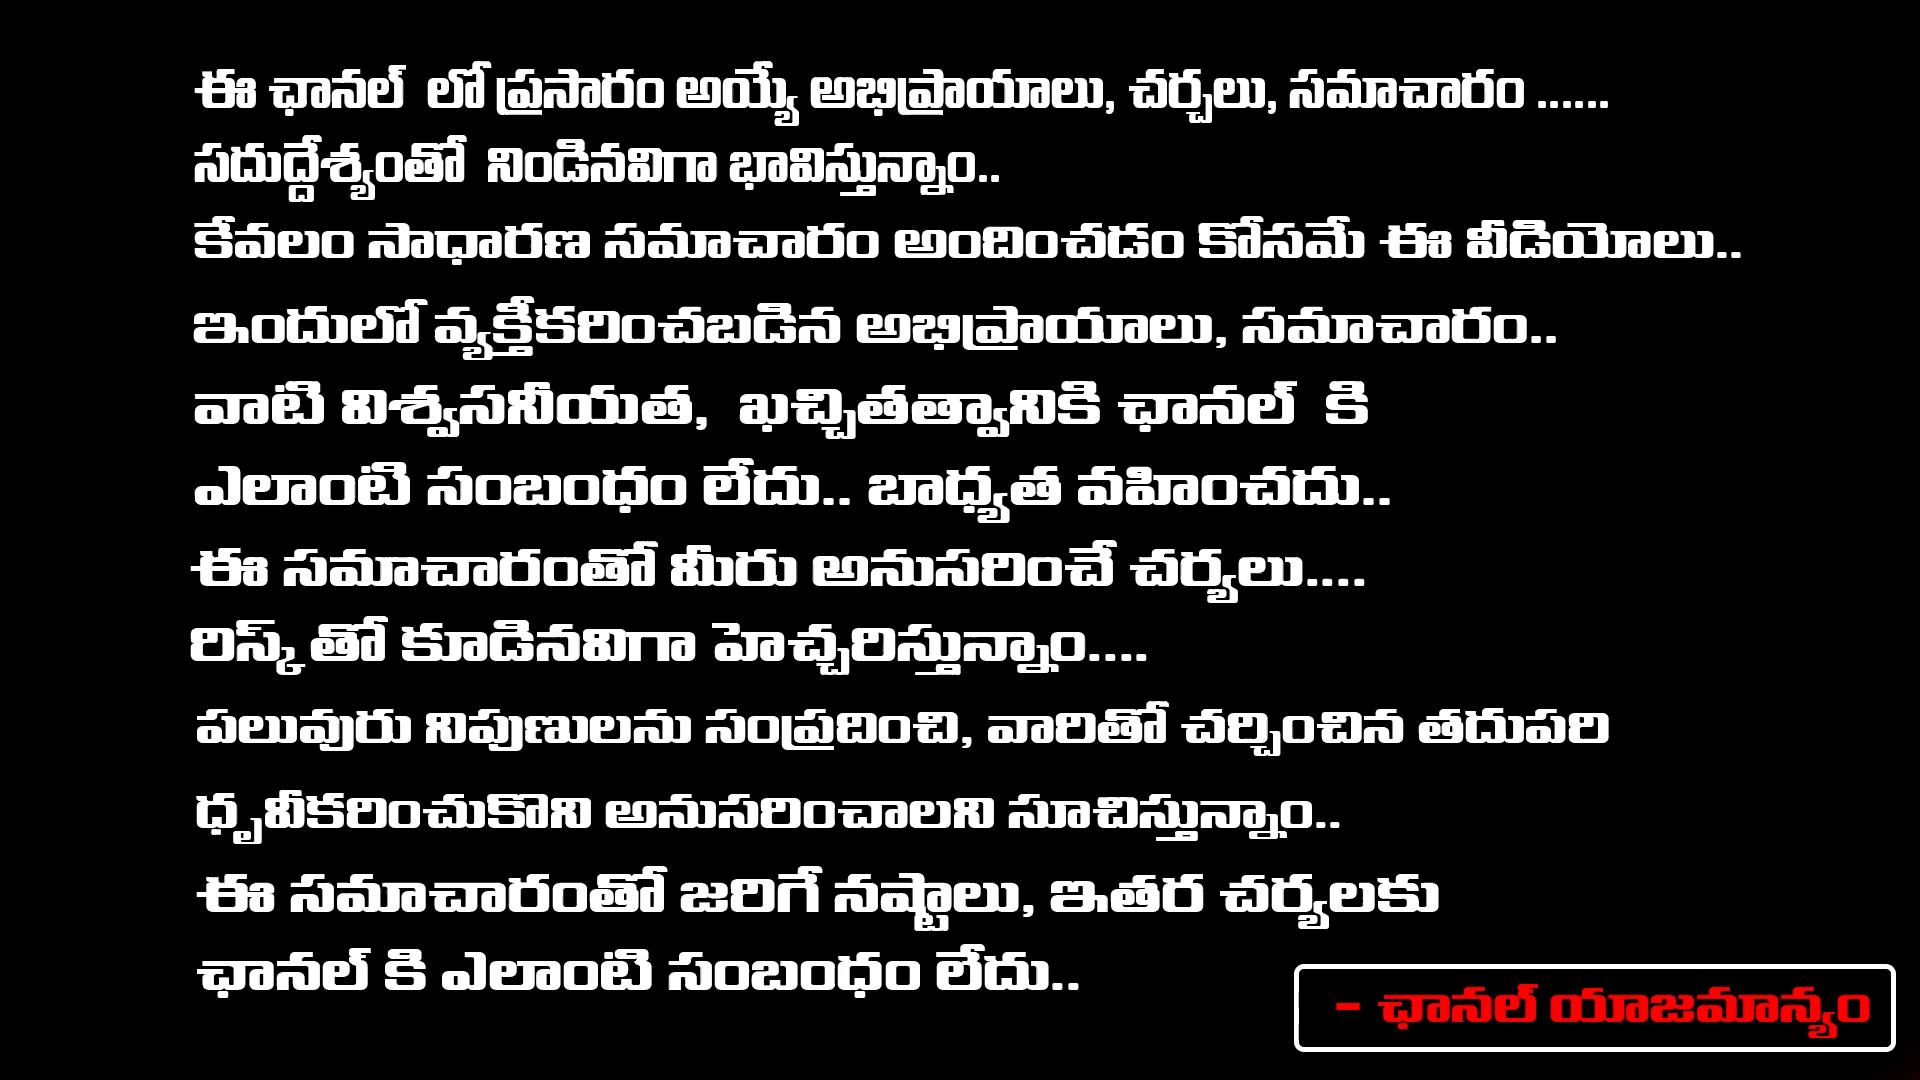 ఈ ఛానల్ లో ప్రసారం అయ్యే అభిప్రాయాలు, చర్చలు, సమాచారం ......
సదుద్దేశ్యంతో నిండినవిగా భావిస్తున్నాం..
కేవలం సాధారణ సమాచారం అందించడం కోసమే ఈ వీడియోలు..
ఇందులో వ్యక్తీకరించబడిన అభిప్రాయాలు, సమాచారం..
వాటి విశ్వసనీయత, ఖచ్చితత్వానికి ఛానల్ కి
ఎలాంటి సంబంధం లేదు.. బాధ్యత వహించదు..
ఈ సమాచారంతో మీరు అనుసరించే చర్యలు....
రిస్క్ తో కూడినవిగా హెచ్చరిస్తున్నాం....
పలువురు నిపుణులను సంప్రదించి, వారితో చర్చించిన తదుపరి
ధృవీకరించుకొని అనుసరించాలని సూచిస్తున్నాం..
ఈ సమాచారంతో జరిగే నష్టాలు, ఇతర చర్యలకు
ఛానల్ కి ఎలాంటి సంబంధం లేదు..
- ఛానల్ యాజమాన్యం